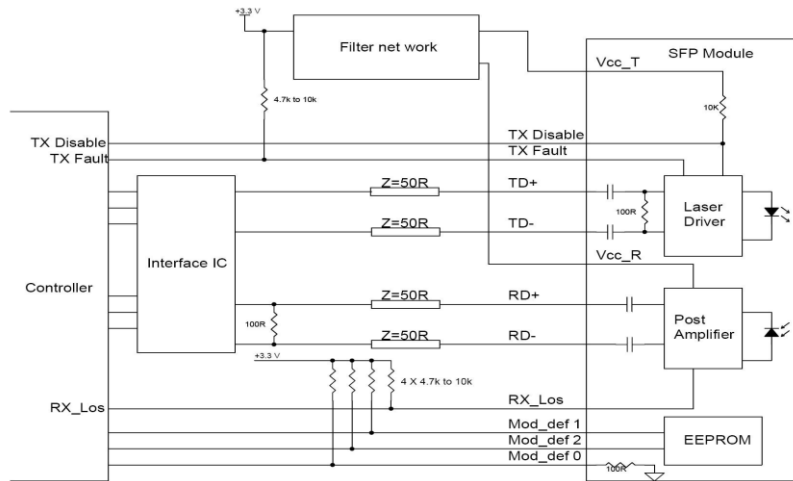 +3.3 V
Filter net work
SFP Module
Vcc_T
4.7k to 10k
10K
TX Disable
TX Disable
TX Fault
TX Fault
Z=50R
TD+
100R
Laser
Driver
Z=50R
TD-
Interface IC
Vcc_R
Controller
Z=50R
RD+
100R
Post
Amplifier
Z=50R
RD-
+3.3 V
4 X 4.7k to 10k
RX_Los
RX_Los
Mod_def 1
Mod_def 2
EEPROM
Mod_def 0
100R